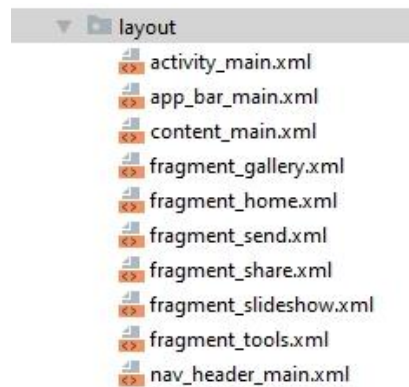 layout
activity_main.xml
app_bar_main.xml
content_main.xml
fragment_gallery.xml
fragment_home.xml
fragment_send.xml
fragment_share.xml
fragment_slideshow.xml
fragment_tools.xml
nav_header_main.xml